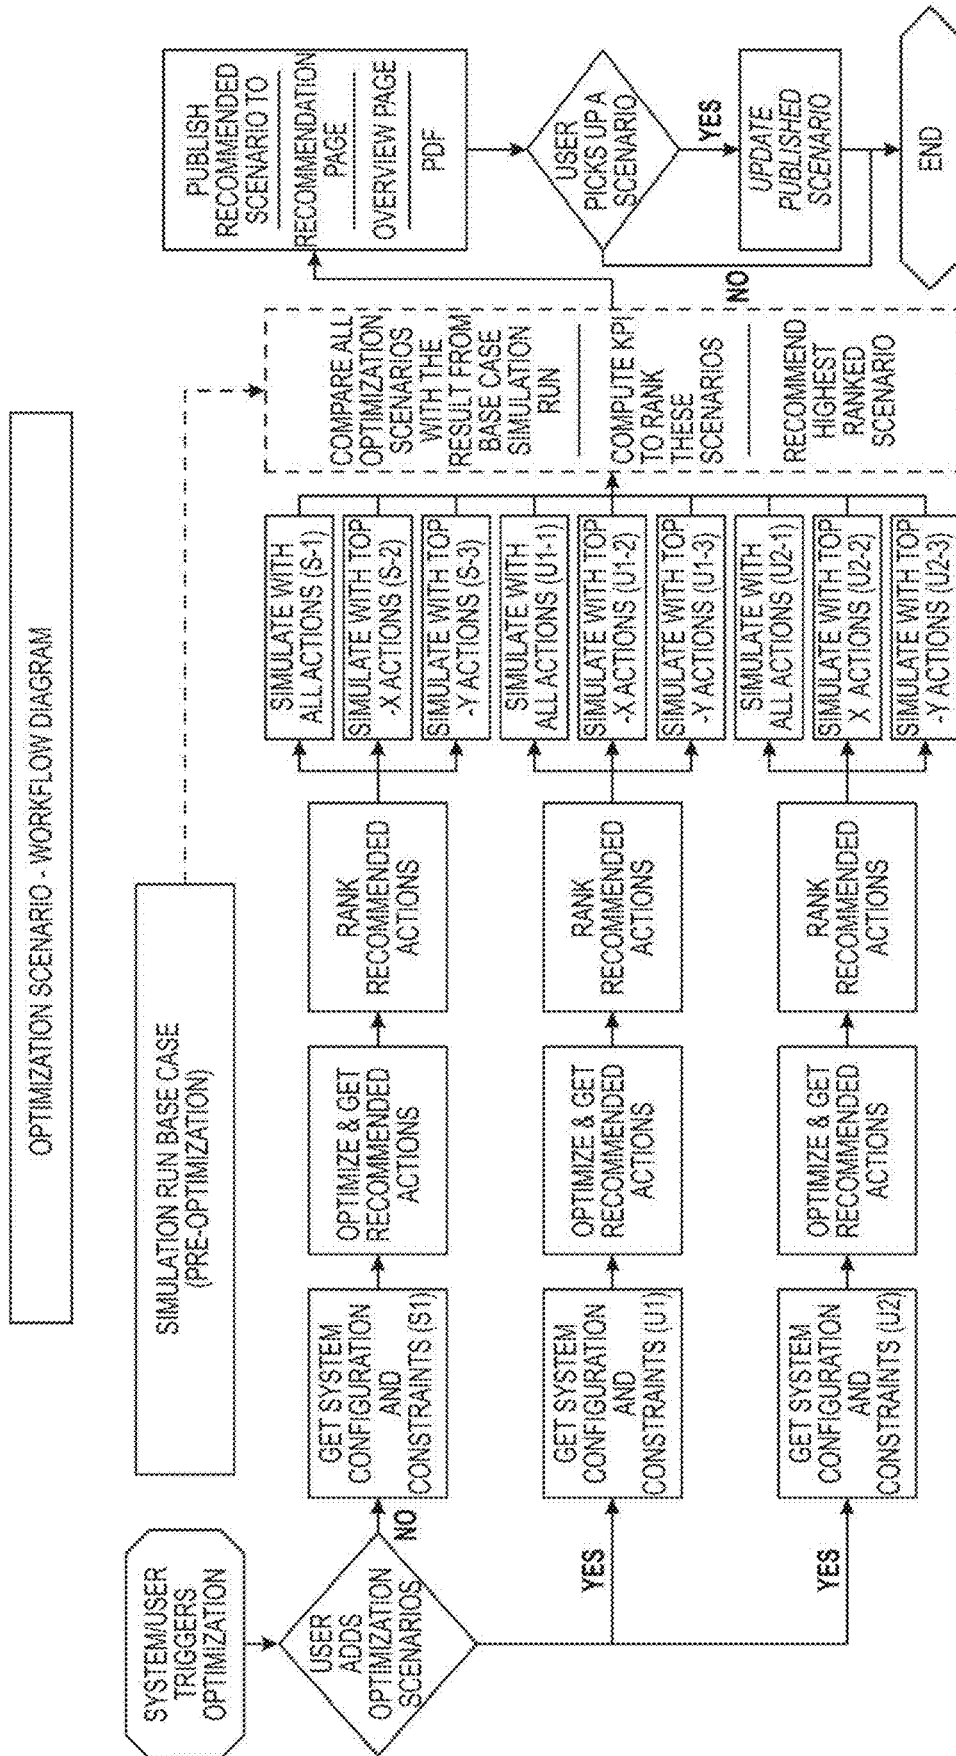 OPTIMIZATION SCENARIO - WORKFLOW DIAGRAM
SIMULATION RUN BASE CASE
(PRE-OPTIMIZATION)
SYSTEM/USER
TRIGGERS
OPTIMIZATION
USER
ADDS
OPTIMIZATION
SCENARIOS
NO
YES
YES
GET SYSTEM
CONFIGURATION
AND
CONSTRAINTS (S1)
OPTIMIZE & GET
RECOMMENDED
ACTIONS
RANK
RECOMMENDED
ACTIONS
SIMULATE WITH
ALL ACTIONS (S-1)
SIMULATE WITH TOP
-X ACTIONS (S-2)
SIMULATE WITH TOP
-Y ACTIONS (S-3)
GET SYSTEM
CONFIGURATION
AND
CONSTRAINTS (U1)
OPTIMIZE & GET
RECOMMENDED
ACTIONS
RANK
RECOMMENDED
ACTIONS
SIMULATE WITH
ALL ACTIONS (U1-1)
SIMULATE WITH TOP
-X ACTIONS (U1-2)
SIMULATE WITH TOP
-Y ACTIONS (U1-3)
GET SYSTEM
CONFIGURATION
AND
CONSTRAINTS (U2)
OPTIMIZE & GET
RECOMMENDED
ACTIONS
RANK
RECOMMENDED
ACTIONS
SIMULATE WITH
ALL ACTIONS (U2-1)
SIMULATE WITH TOP
X ACTIONS (U2-2)
SIMULATE WITH TOP
-Y ACTIONS (U2-3)
COMPARE ALL
OPTIMIZATION
SCENARIOS
WITH THE
RESULT FROM
BASE CASE
SIMULATION
RUN
COMPUTE KPI
TO RANK
THESE
SCENARIOS
RECOMMEND
HIGHEST
RANKED
SCENARIO
PUBLISH
RECOMMENDED
SCENARIO TO
RECOMMENDATION
PAGE
OVERVIEW PAGE
PDF
USER
PICKS UP A
SCENARIO
YES
NO
UPDATE
PUBLISHED
SCENARIO
END